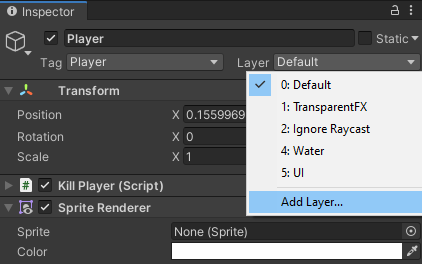 Inspector
Player
Static
Tag Player
Layer Default
0: Default
1: TransparentFX
2: Ignore Raycast
4: Water
5: UI
Add Layer...
Transform
Position X 0.1559969
Rotation X 0
Scale X 1
# Kill Player (Script)
Sprite Renderer
Sprite None (Sprite)
Color